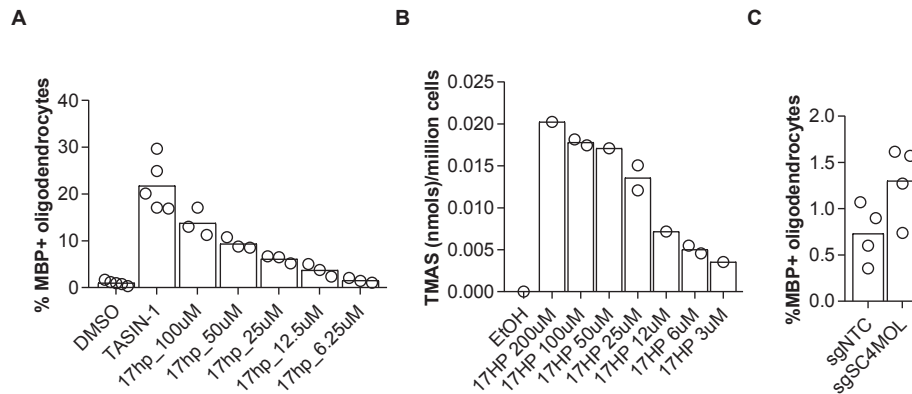 A
B
C
% MBP+ oligodendrocytes
40
30
20
10
0
DMSO
TASIN-1
17hp_100uM
17hp_50uM
17hp_25uM
17hp_12.5uM
17hp_6.25uM
TMAS (nmols)/million cells
0.025
0.020
0.015
0.010
0.005
0.000
EtOH
17HP 200uM
17HP 100uM
17HP 50uM
17HP 25uM
17HP 12uM
17HP 6uM
17HP 3uM
%MBP+ oligodendrocytes
2.0
1.5
1.0
0.5
0.0
sgNTC
sgSC4MOL